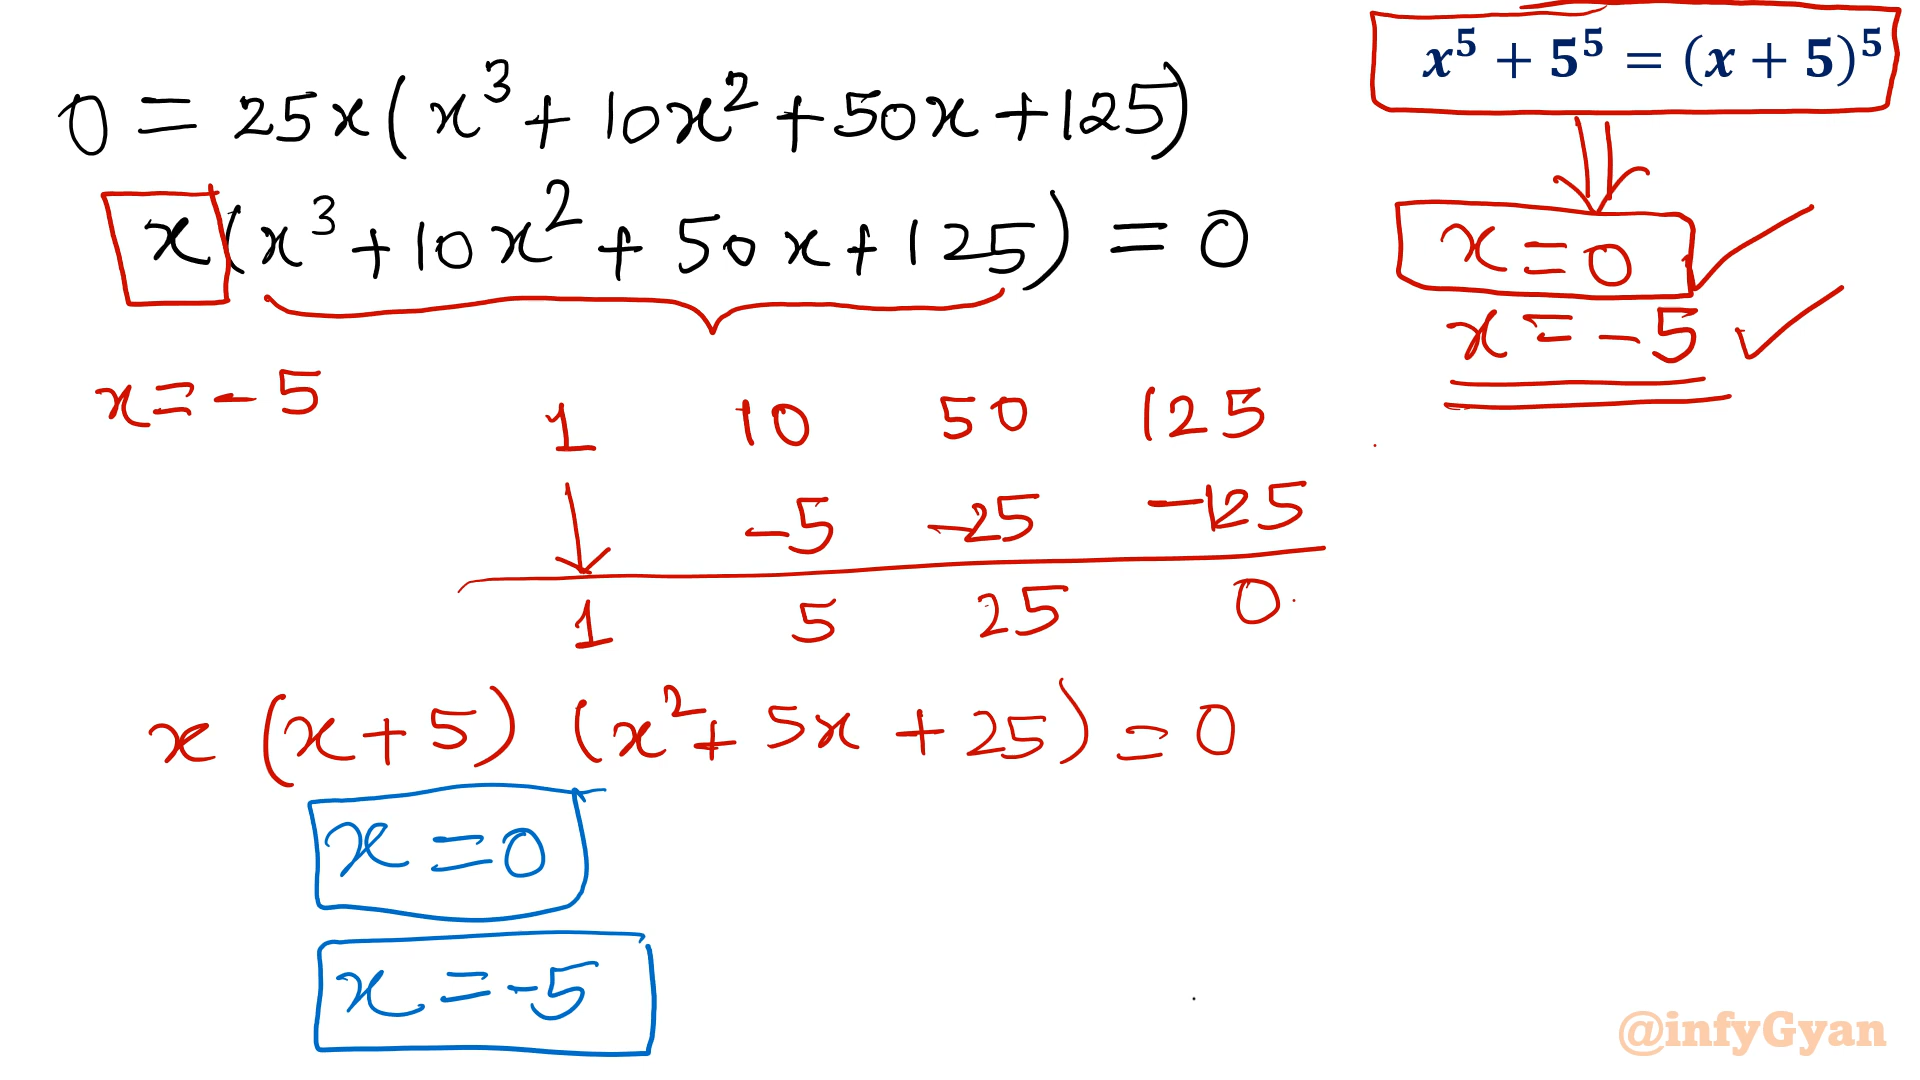 x⁵ + 5⁵ = (x + 5)⁵
0 = 25x(x³ + 10x² + 50x + 125)
x(x³ + 10x² + 50x + 125) = 0
x = 0
x = -5
x = -5
1 10 50 125
-5 -25 -125
1 5 25 0
x (x + 5) (x² + 5x + 25) = 0
x = 0
x = -5
@infyGyan